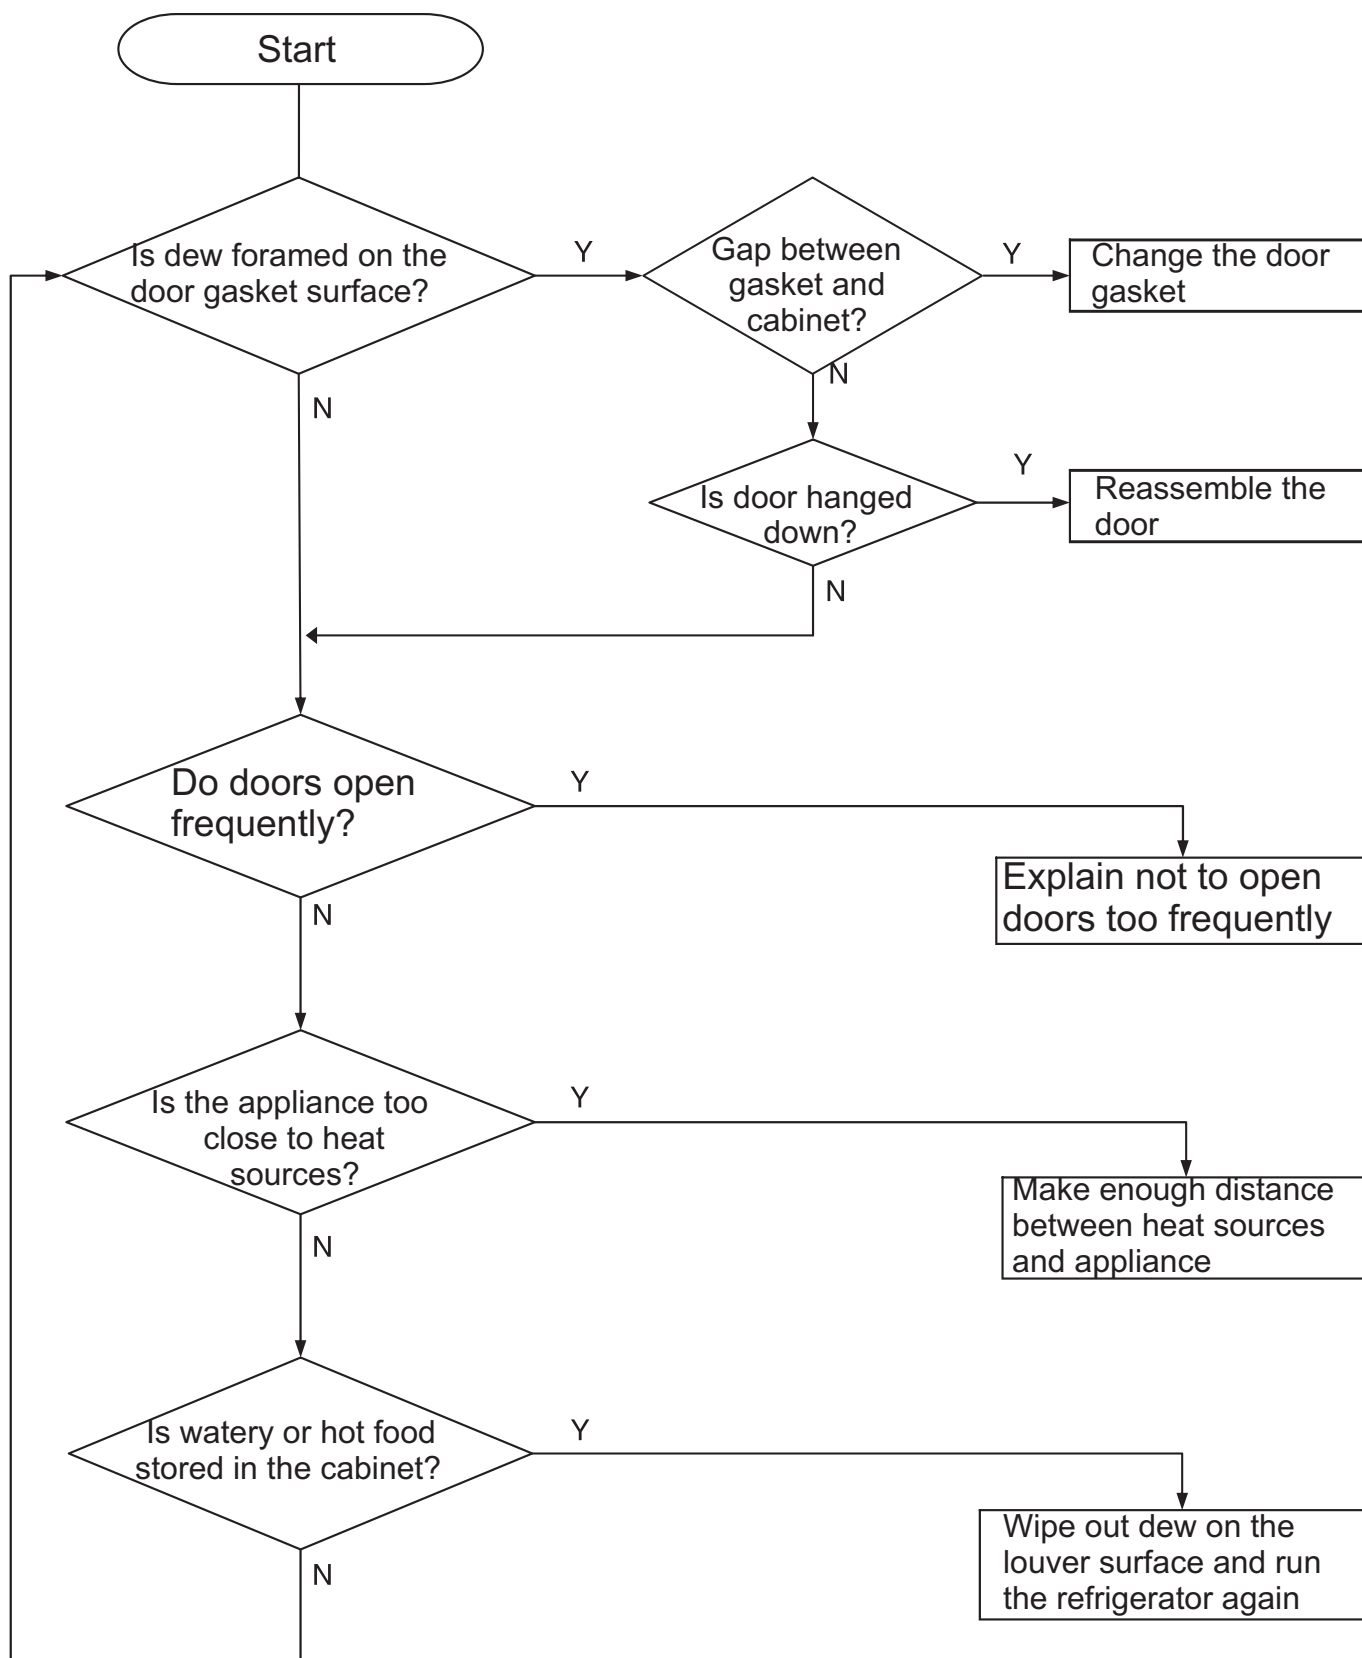 Start
Is dew foramed on the
door gasket surface?
Y
Gap between
gasket and
cabinet?
Y
Change the door
gasket
N
N
Is door hanged
down?
Y
Reassemble the
door
N
Do doors open
frequently?
Y
Explain not to open
doors too frequently
N
Is the appliance too
close to heat
sources?
Y
Make enough distance
between heat sources
and appliance
N
Is watery or hot food
stored in the cabinet?
Y
Wipe out dew on the
louver surface and run
the refrigerator again
N